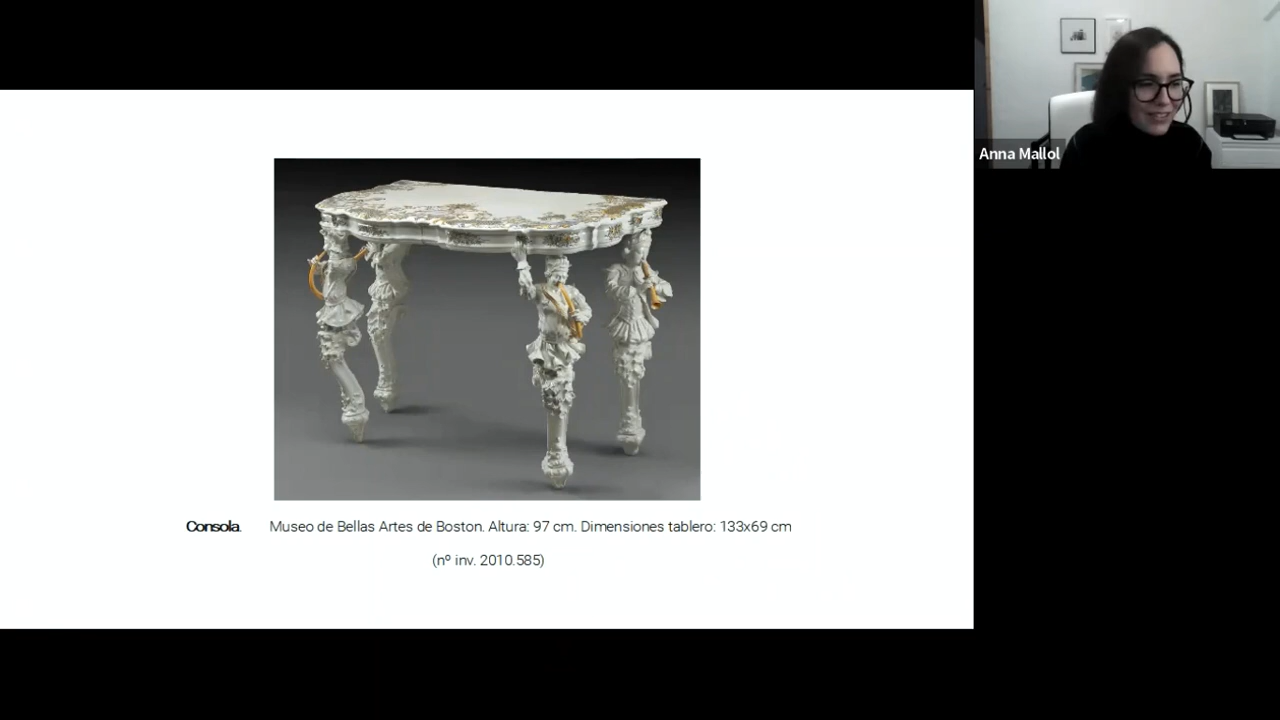 Anna Mallol
Consola. Museo de Bellas Artes de Boston. Altura: 97 cm. Dimensiones tablero: 133x69 cm
(nº inv. 2010.585)